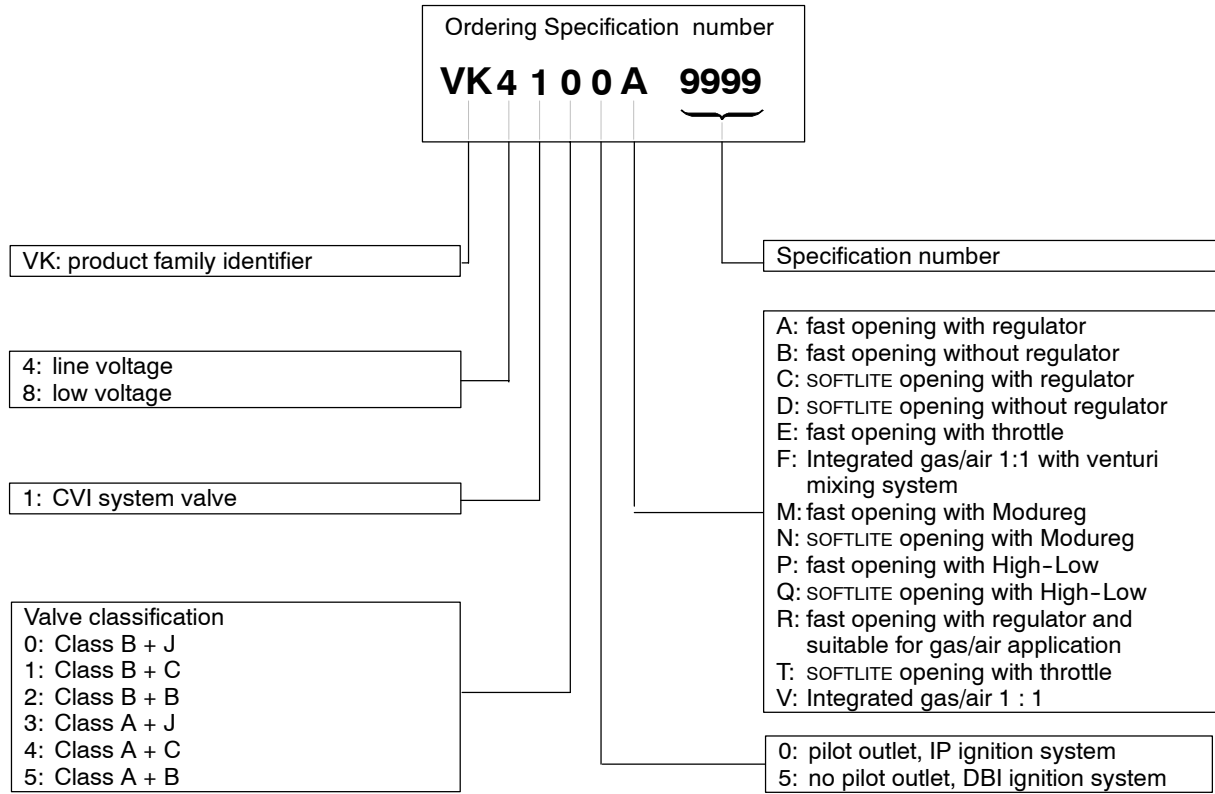 Ordering Specification number
VK4100A 9999
VK: product family identifier
4: line voltage
8: low voltage
1: CVI system valve
Valve classification
0: Class B + J
1: Class B + C
2: Class B + B
3: Class A + J
4: Class A + C
5: Class A + B
Specification number
A: fast opening with regulator
B: fast opening without regulator
C: SOFTLITE opening with regulator
D: SOFTLITE opening without regulator
E: fast opening with throttle
F: Integrated gas/air 1:1 with venturi
mixing system
M: fast opening with Modureg
N: SOFTLITE opening with Modureg
P: fast opening with High-Low
Q: SOFTLITE opening with High-Low
R: fast opening with regulator and
suitable for gas/air application
T: SOFTLITE opening with throttle
V: Integrated gas/air 1 : 1
0: pilot outlet, IP ignition system
5: no pilot outlet, DBI ignition system